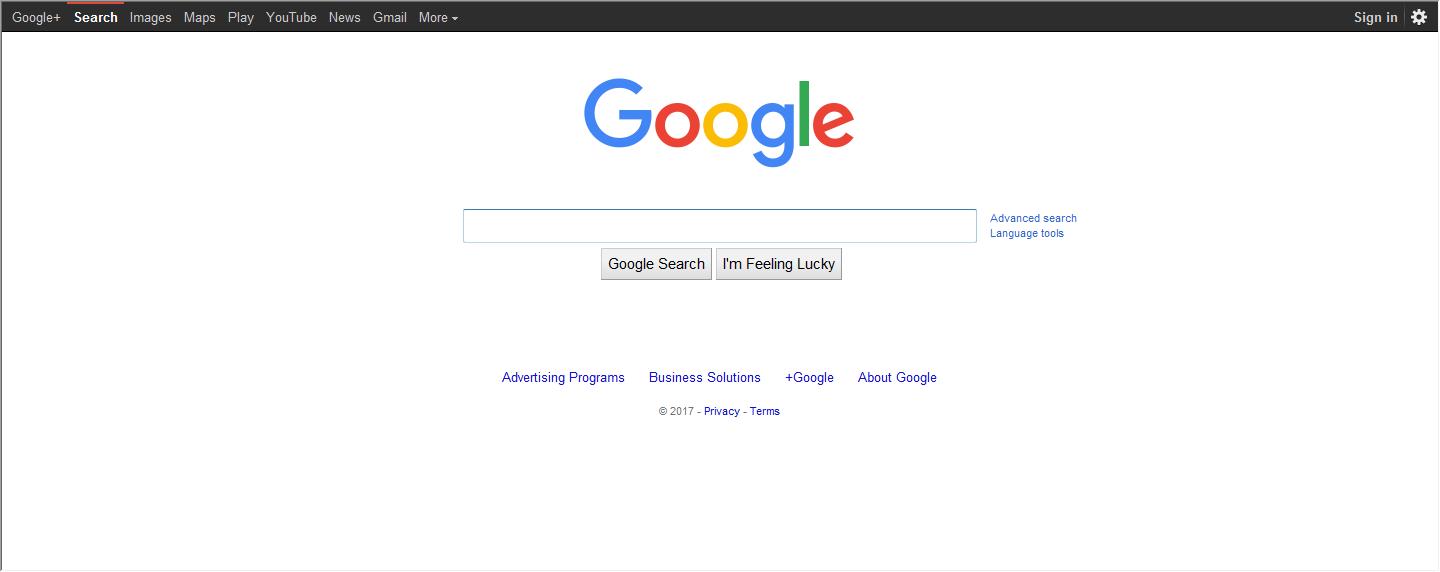 Google+ Search Images Maps Play YouTube News Gmail More Sign in
Google
Advanced search
Language tools
Google Search I'm Feeling Lucky
Advertising Programs Business Solutions +Google About Google
© 2017 - Privacy - Terms